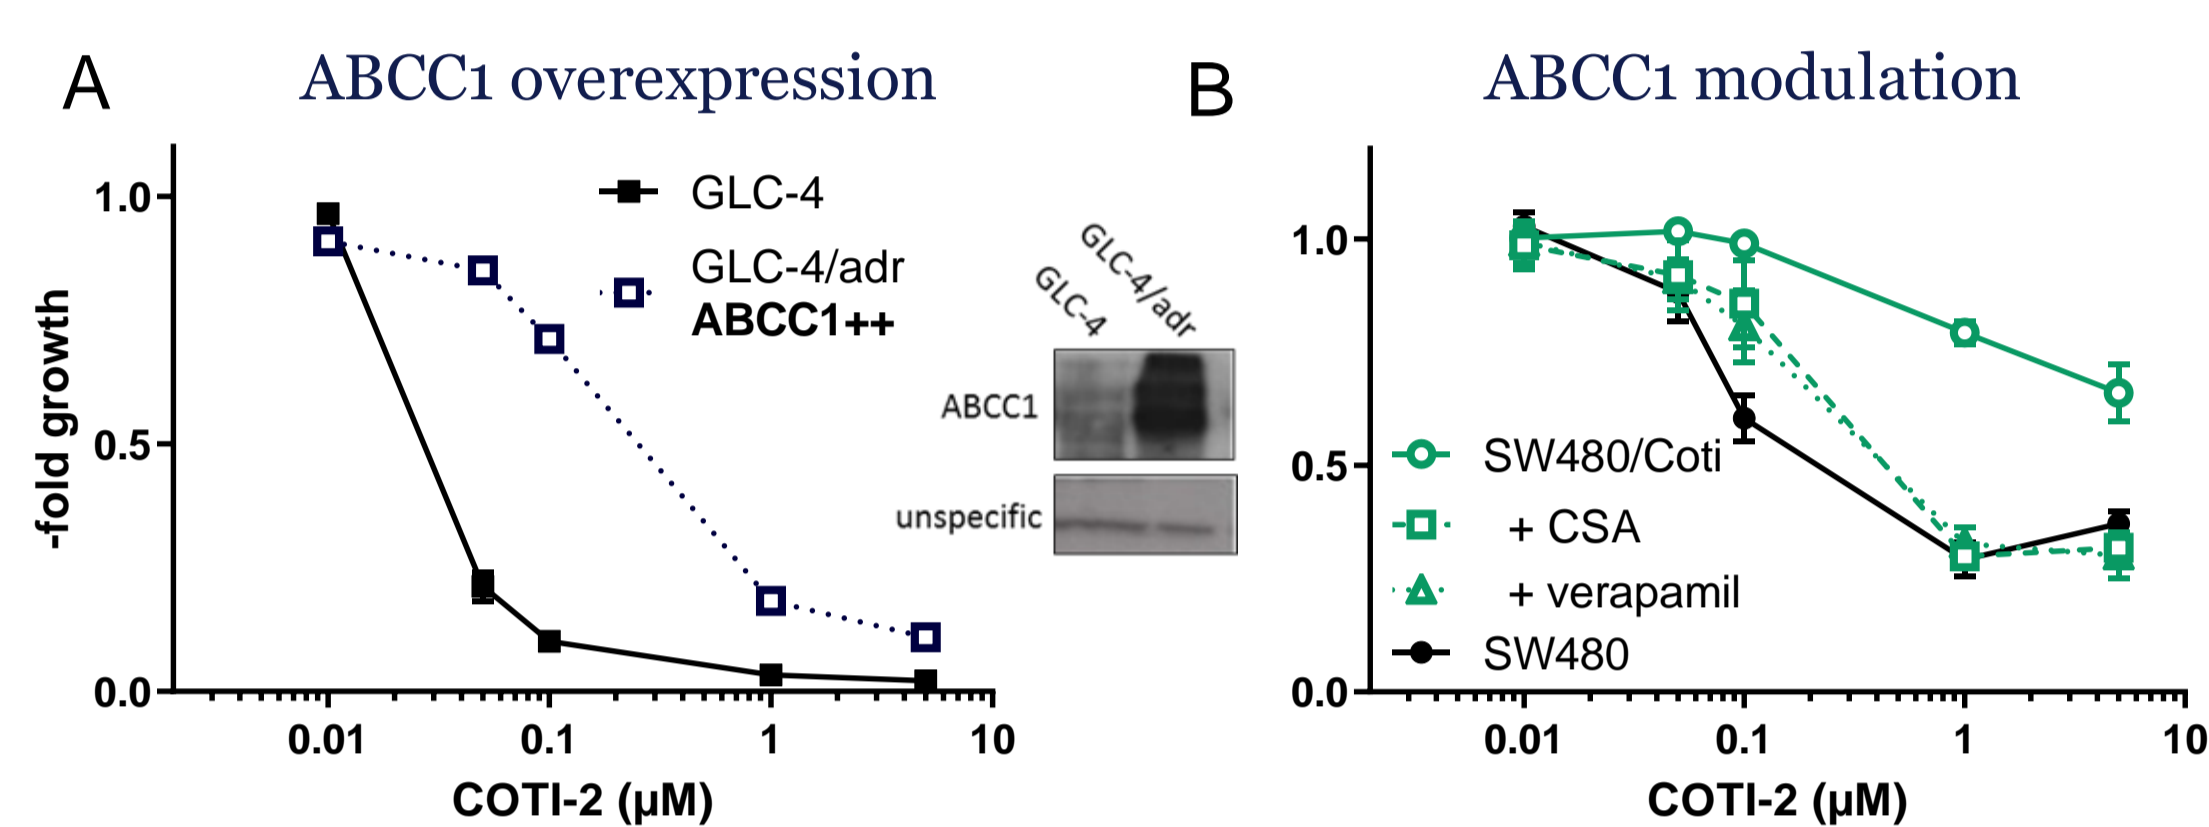 A
ABCC1 overexpression
-fold growth
1.0
0.5
0.0
0.01
0.1
1
10
COTI-2 (µM)
GLC-4
GLC-4/adr
ABCC1++
GLC-4
GLC-4/adr
ABCC1
unspecific
B
ABCC1 modulation
1.0
0.5
0.0
0.01
0.1
1
10
COTI-2 (µM)
SW480/Coti
+ CSA
+ verapamil
SW480